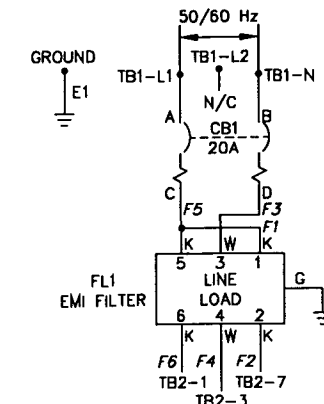 50/60 Hz
GROUND
TB1-L2
TB1-L1
TB1-N
E1
N/C
A
B
CB1
20A
C
D
F5
F3
F1
K
W
K
5
3
1
FL1
LINE
G
EMI FILTER
LOAD
6
4
2
K
W
K
F6
F4
F2
TB2-1
TB2-7
TB2-3